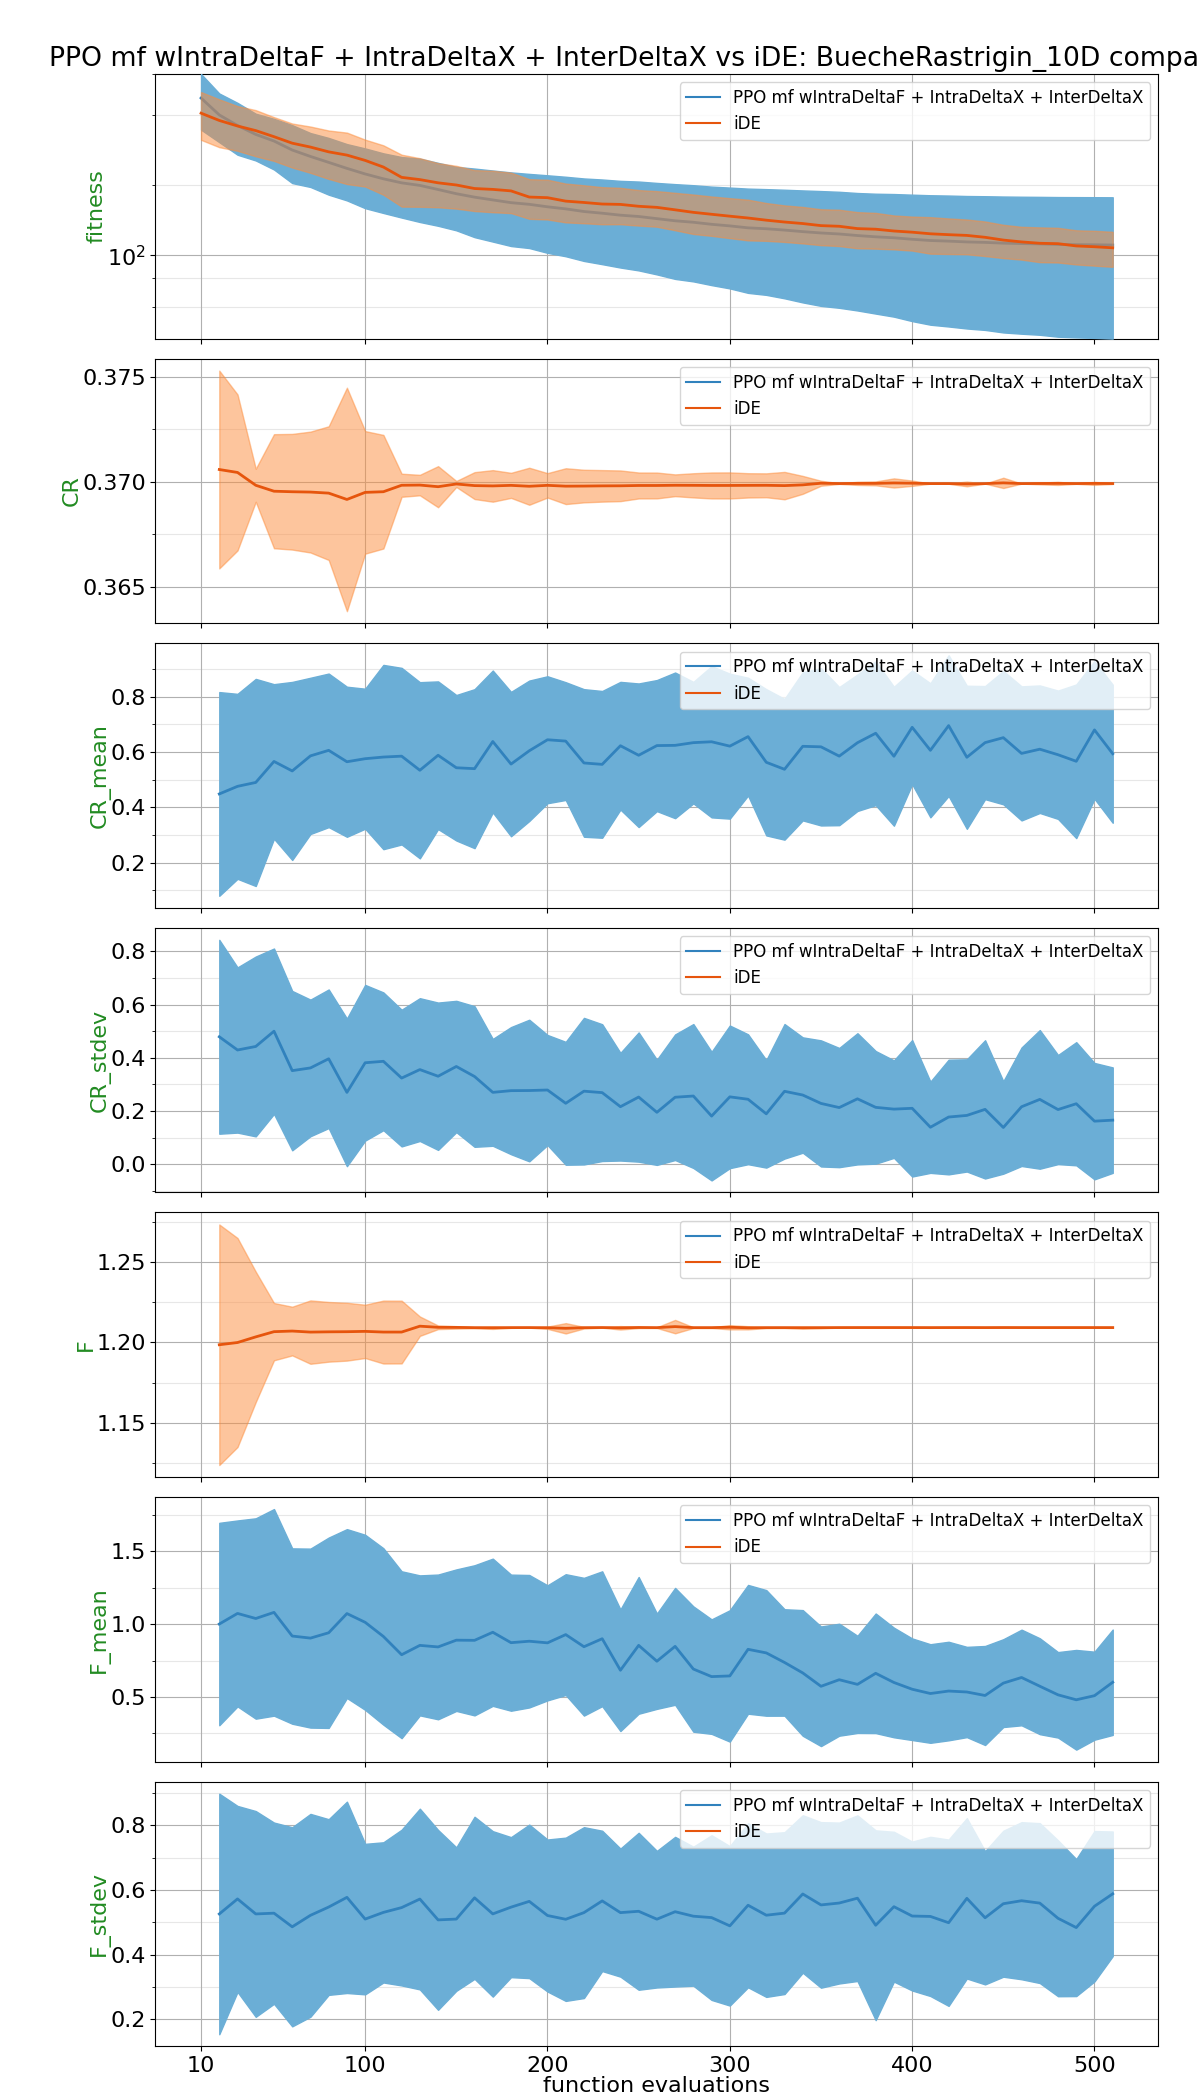 PPO mf wIntraDeltaF + IntraDeltaX + InterDeltaX vs iDE: BuecheRastrigin_10D compa
PPO mf wIntraDeltaF + IntraDeltaX + InterDeltaX
iDE
fitness
10²
PPO mf wIntraDeltaF + IntraDeltaX + InterDeltaX
iDE
0.375
0.370
0.365
CR
PPO mf wIntraDeltaF + IntraDeltaX + InterDeltaX
iDE
0.8
0.6
0.4
0.2
CR_mean
PPO mf wIntraDeltaF + IntraDeltaX + InterDeltaX
iDE
0.8
0.6
0.4
0.2
0.0
CR_stdev
PPO mf wIntraDeltaF + IntraDeltaX + InterDeltaX
iDE
1.25
1.20
1.15
F
PPO mf wIntraDeltaF + IntraDeltaX + InterDeltaX
iDE
1.5
1.0
0.5
F_mean
PPO mf wIntraDeltaF + IntraDeltaX + InterDeltaX
iDE
0.8
0.6
0.4
0.2
F_stdev
10 100 200 300 400 500
function evaluations